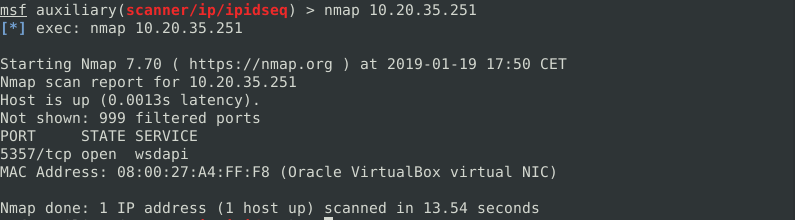 msf auxiliary(scanner/ip/ipidseq) > nmap 10.20.35.251
[*] exec: nmap 10.20.35.251
Starting Nmap 7.70 ( https://nmap.org ) at 2019-01-19 17:50 CET
Nmap scan report for 10.20.35.251
Host is up (0.0013s latency).
Not shown: 999 filtered ports
PORT     STATE SERVICE
5357/tcp open  wsdapi
MAC Address: 08:00:27:A4:FF:F8 (Oracle VirtualBox virtual NIC)
Nmap done: 1 IP address (1 host up) scanned in 13.54 seconds